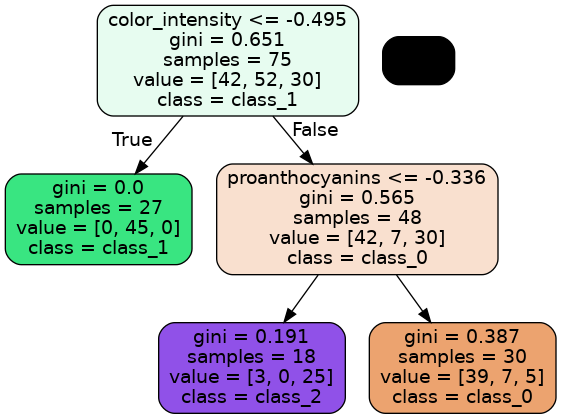 color_intensity <= -0.495
gini = 0.651
samples = 75
value = [42, 52, 30]
class = class_1
True
False
gini = 0.0
samples = 27
value = [0, 45, 0]
class = class_1
proanthocyanins <= -0.336
gini = 0.565
samples = 48
value = [42, 7, 30]
class = class_0
gini = 0.191
samples = 18
value = [3, 0, 25]
class = class_2
gini = 0.387
samples = 30
value = [39, 7, 5]
class = class_0